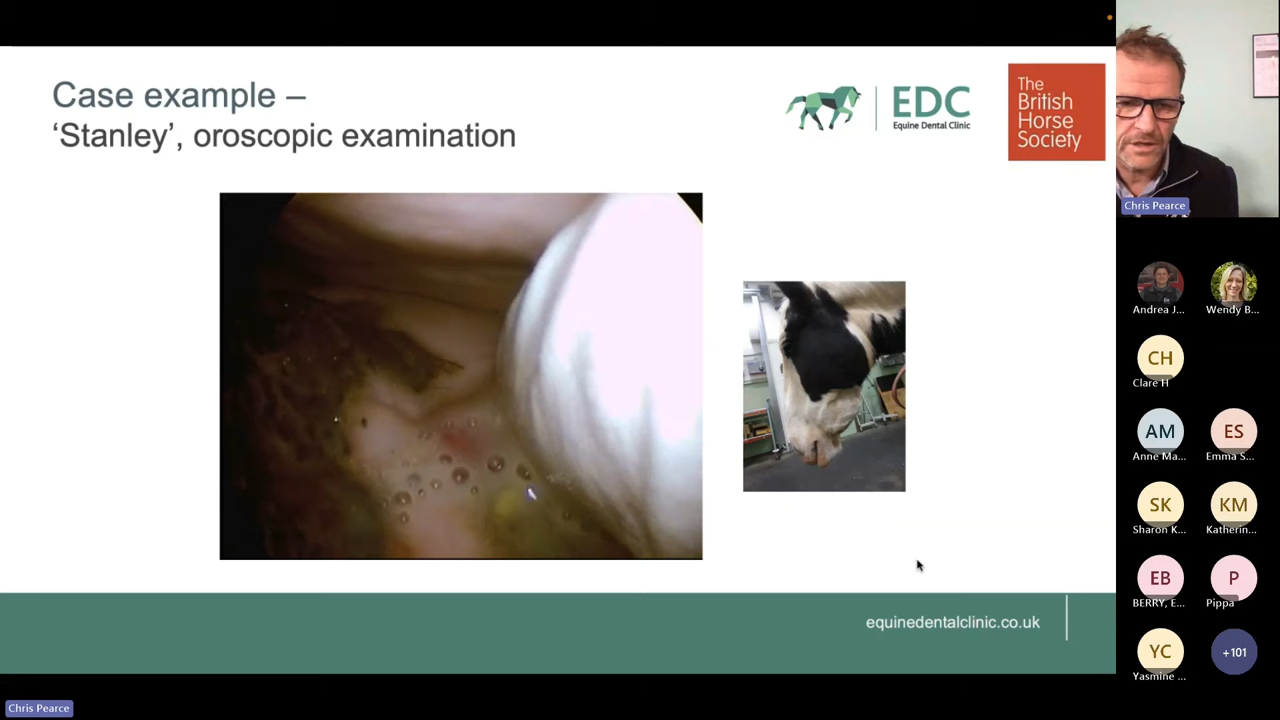 Case example –
‘Stanley’, oroscopic examination
EDC
Equine Dental Clinic
The
British
Horse
Society
Chris Pearce
Andrea J...
Wendy B...
CH
Clare H
AM
Anne Ma...
ES
Emma S...
SK
Sharon K...
KM
Katherin...
EB
BERRY, E...
P
Pippa
YC
Yasmine ...
+101
equinedentalclinic.co.uk
Chris Pearce